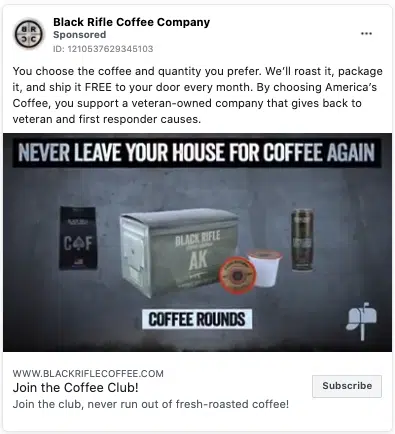 Black Rifle Coffee Company
Sponsored
ID: 1210537629345103
You choose the coffee and quantity you prefer. We’ll roast it, package
it, and ship it FREE to your door every month. By choosing America’s
Coffee, you support a veteran-owned company that gives back to
veteran and first responder causes.
NEVER LEAVE YOUR HOUSE FOR COFFEE AGAIN
BLACK RIFLE
AK
COFFEE ROUNDS
WWW.BLACKRIFLECOFFEE.COM
Join the Coffee Club!
Subscribe
Join the club, never run out of fresh-roasted coffee!